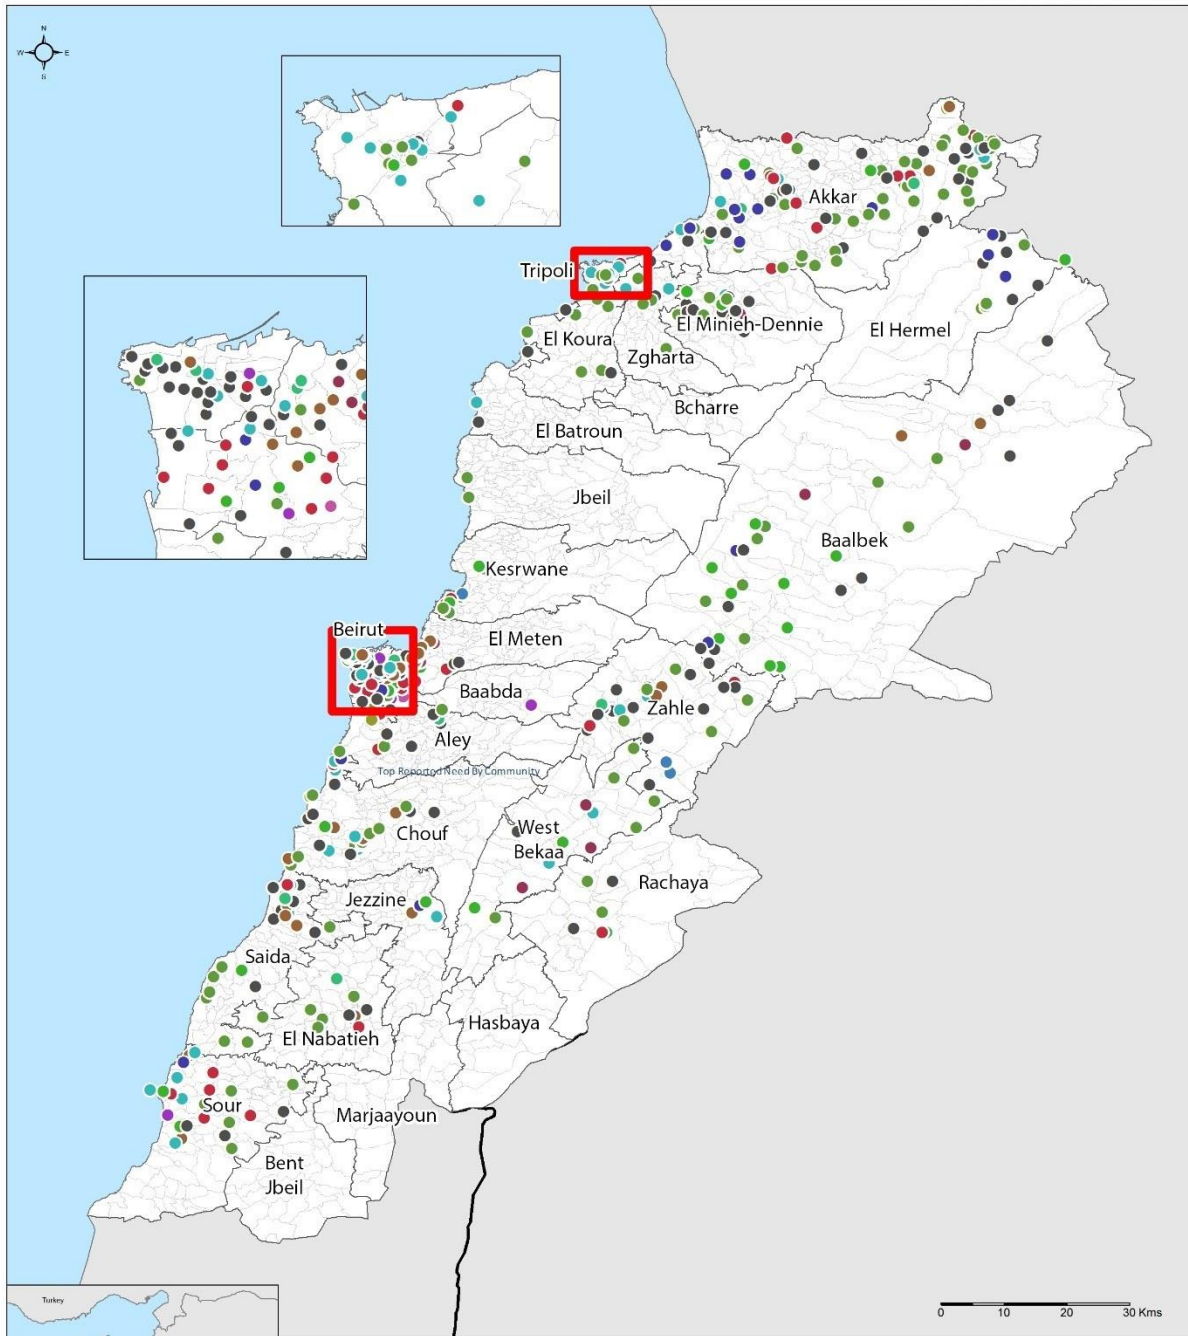 N
W E
S
Akkar
Tripoli
El Minieh-Dennie
El Hermel
El Koura
Zgharta
Bcharre
El Batroun
Jbeil
Baalbek
Kesrwane
Beirut
El Meten
Baabda
Zahle
Aley
Top Reported Need By Community
Chouf
West
Bekaa
Rachaya
Jezzine
Saida
Hasbaya
El Nabatieh
Sour
Marjaayoun
Bent
Jbeil
Turkey
0 10 20 30 Kms